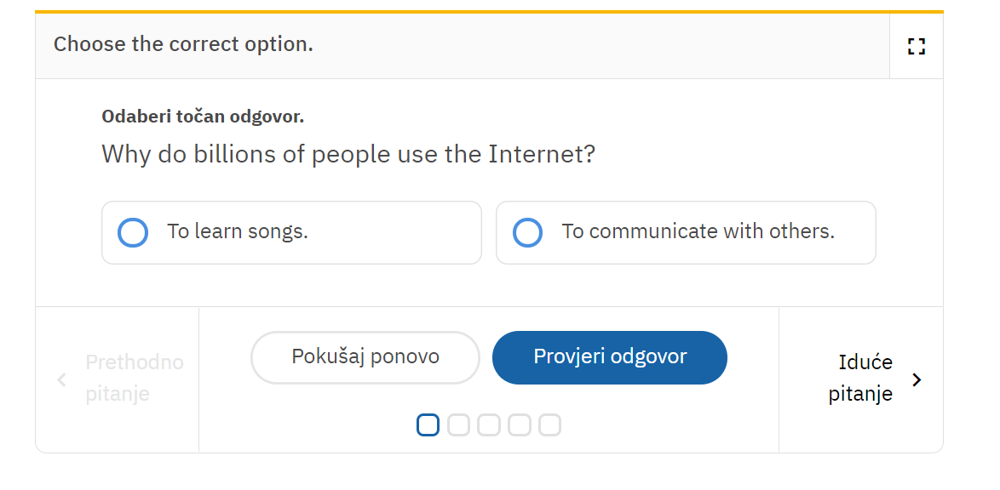 Choose the correct option.
Odaberi točan odgovor.
Why do billions of people use the Internet?
To learn songs.
To communicate with others.
Prethodno
pitanje
Pokušaj ponovo
Provjeri odgovor
Iduće
pitanje